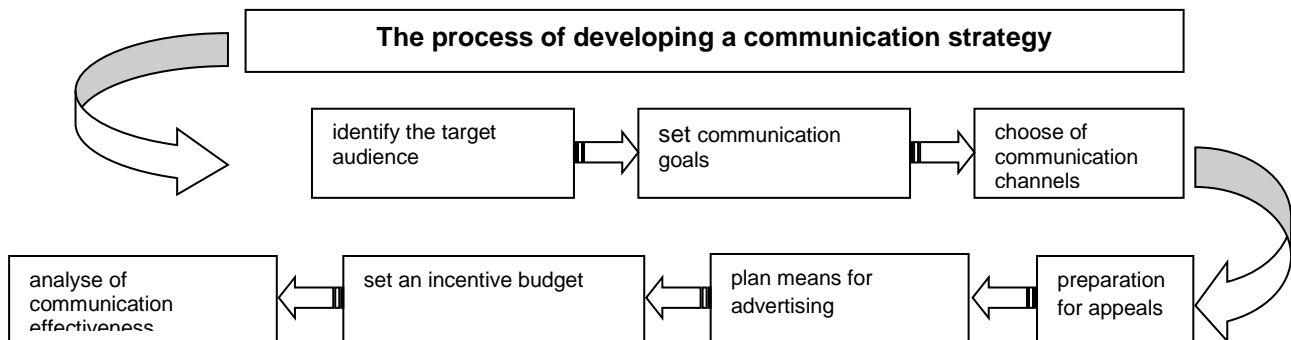 The process of developing a communication strategy
identify the target
audience
set communication
goals
choose of
communication
channels
preparation
for appeals
plan means for
advertising
set an incentive budget
analyse of
communication
effectiveness